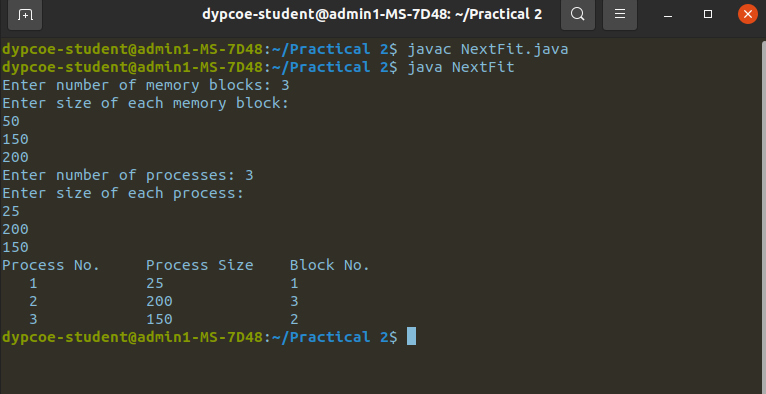 dypcoe-student@admin1-MS-7D48: ~/Practical 2
dypcoe-student@admin1-MS-7D48:~/Practical 2$ javac NextFit.java
dypcoe-student@admin1-MS-7D48:~/Practical 2$ java NextFit
Enter number of memory blocks: 3
Enter size of each memory block:
50
150
200
Enter number of processes: 3
Enter size of each process:
25
200
150
Process No.     Process Size    Block No.
   1            25              1
   2            200             3
   3            150             2
dypcoe-student@admin1-MS-7D48:~/Practical 2$